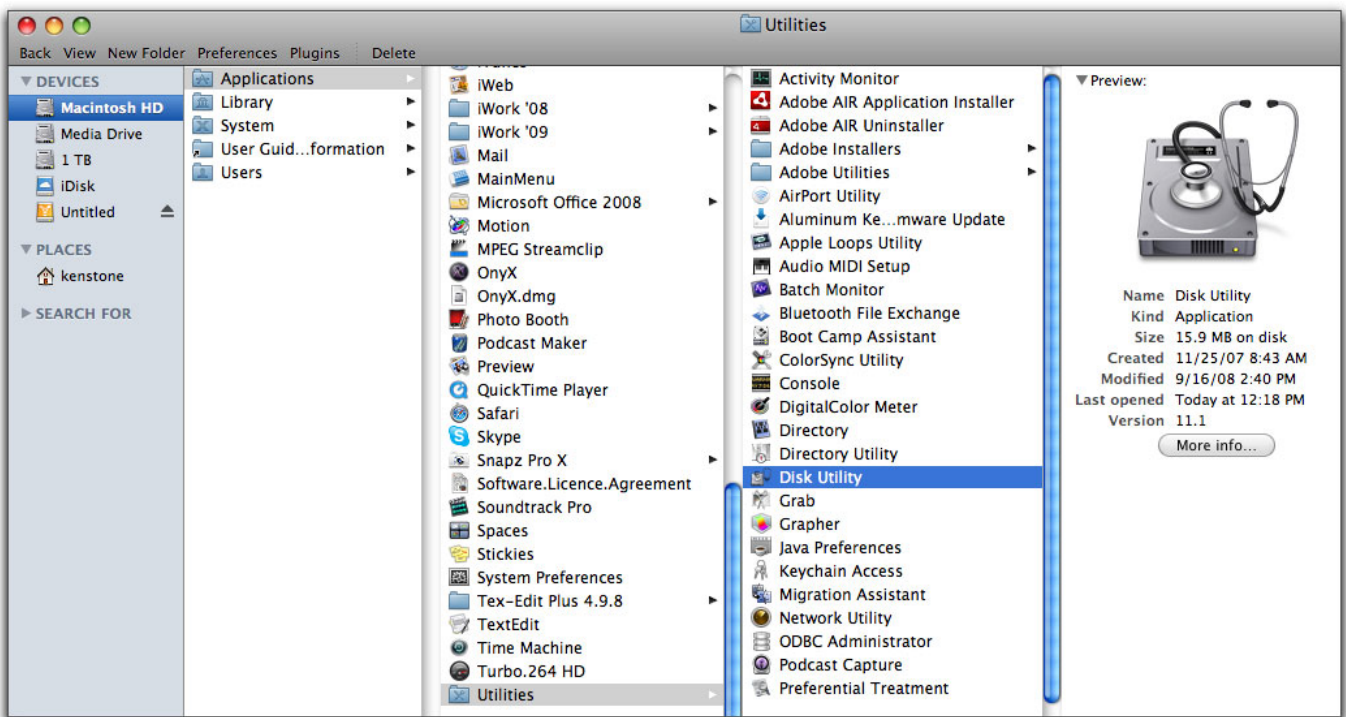 Utilities
Back View New Folder Preferences Plugins Delete
DEVICES
Macintosh HD
Media Drive
1 TB
iDisk
Untitled
PLACES
kenstone
SEARCH FOR
Applications
Library
System
User Guid...formation
Users
iWeb
iWork '08
iWork '09
Mail
MainMenu
Microsoft Office 2008
Motion
MPEG Streamclip
OnyX
OnyX.dmg
Photo Booth
Podcast Maker
Preview
QuickTime Player
Safari
Skype
Snapz Pro X
Software.Licence.Agreement
Soundtrack Pro
Spaces
Stickies
System Preferences
Tex-Edit Plus 4.9.8
TextEdit
Time Machine
Turbo.264 HD
Utilities
Activity Monitor
Adobe AIR Application Installer
Adobe AIR Uninstaller
Adobe Installers
Adobe Utilities
AirPort Utility
Aluminum Ke...mware Update
Apple Loops Utility
Audio MIDI Setup
Batch Monitor
Bluetooth File Exchange
Boot Camp Assistant
ColorSync Utility
Console
DigitalColor Meter
Directory
Directory Utility
Disk Utility
Grab
Grapher
Java Preferences
Keychain Access
Migration Assistant
Network Utility
ODBC Administrator
Podcast Capture
Preferential Treatment
Preview:
Name Disk Utility
Kind Application
Size 15.9 MB on disk
Created 11/25/07 8:43 AM
Modified 9/16/08 2:40 PM
Last opened Today at 12:18 PM
Version 11.1
More info...